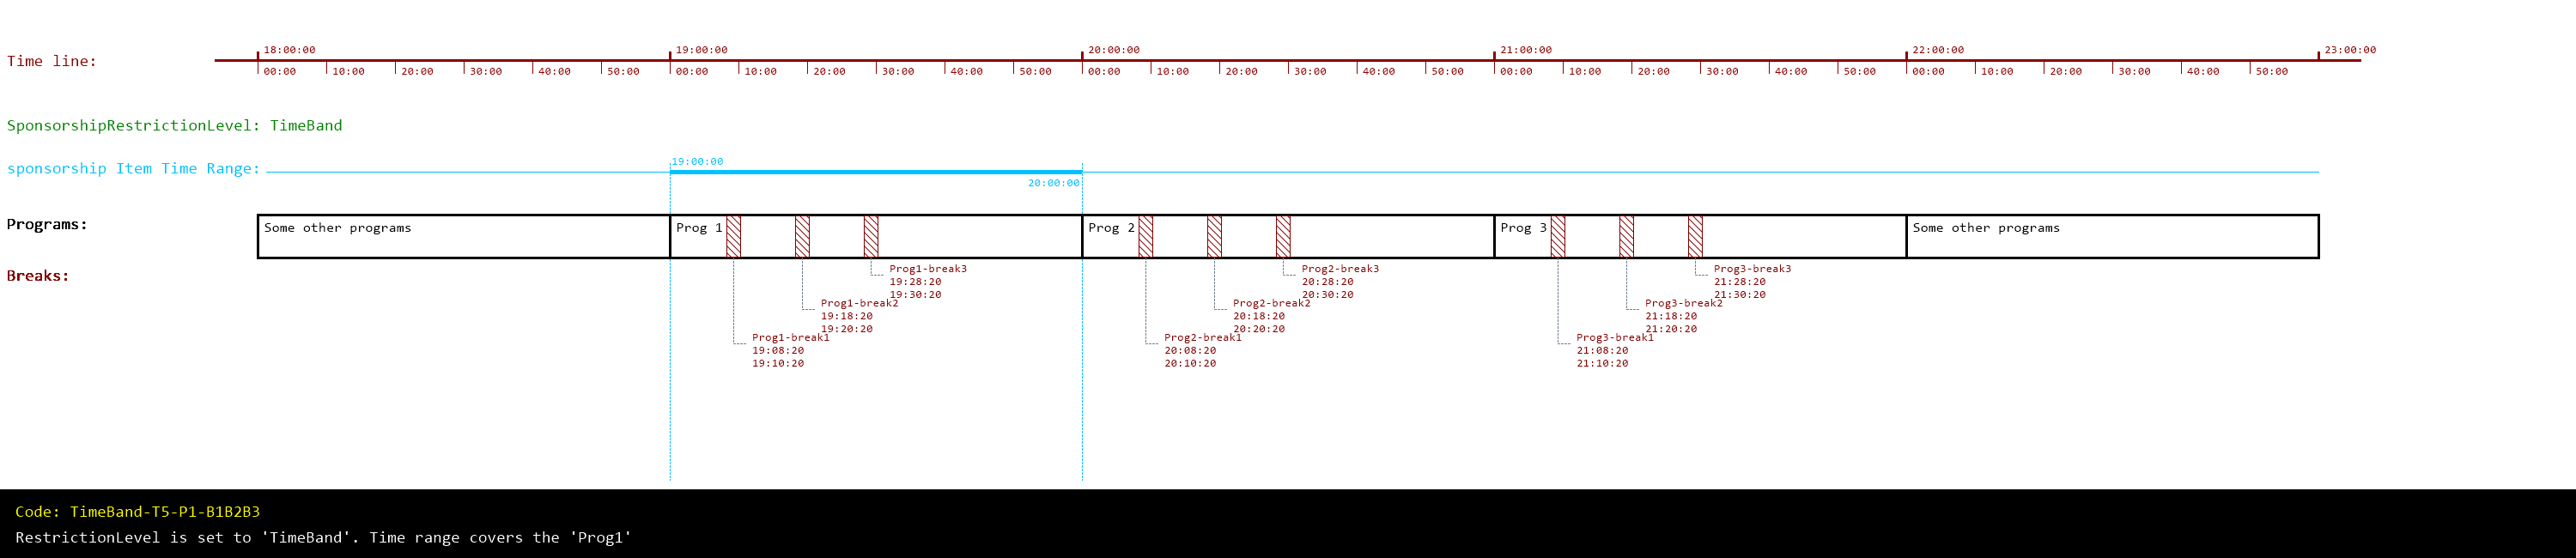 18:00:00 19:00:00 20:00:00 21:00:00 22:00:00 23:00:00
Time line:
00:00 10:00 20:00 30:00 40:00 50:00 00:00 10:00 20:00 30:00 40:00 50:00 00:00 10:00 20:00 30:00 40:00 50:00 00:00 10:00 20:00 30:00 40:00 50:00 00:00 10:00 20:00 30:00 40:00 50:00
SponsorshipRestrictionLevel: TimeBand
sponsorship Item Time Range:
19:00:00
20:00:00
Programs:
Some other programs Prog 1 Prog 2 Prog 3 Some other programs
Breaks:
Prog1-break3
19:28:20
19:30:20
Prog1-break2
19:18:20
19:20:20
Prog1-break1
19:08:20
19:10:20
Prog2-break3
20:28:20
20:30:20
Prog2-break2
20:18:20
20:20:20
Prog2-break1
20:08:20
20:10:20
Prog3-break3
21:28:20
21:30:20
Prog3-break2
21:18:20
21:20:20
Prog3-break1
21:08:20
21:10:20
Code: TimeBand-T5-P1-B1B2B3
RestrictionLevel is set to 'TimeBand'. Time range covers the 'Prog1'